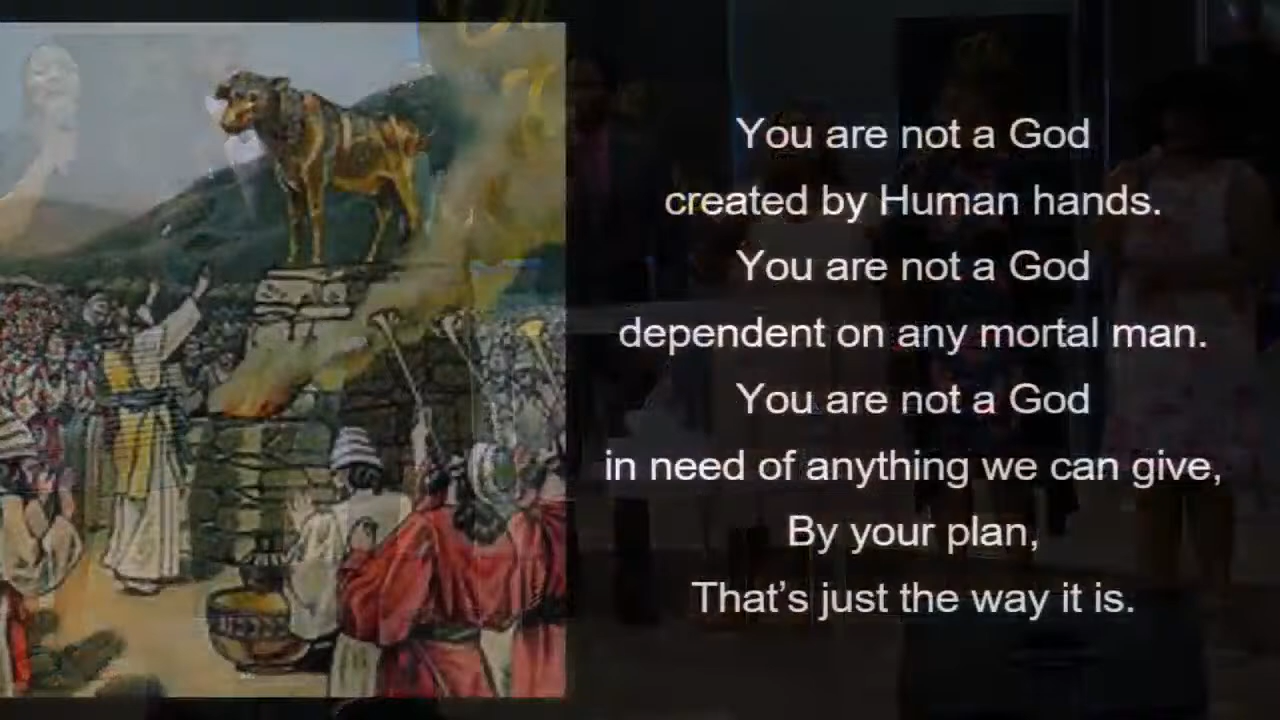 You are not a God
created by Human hands.
You are not a God
dependent on any mortal man.
You are not a God
in need of anything we can give,
By your plan,
That’s just the way it is.